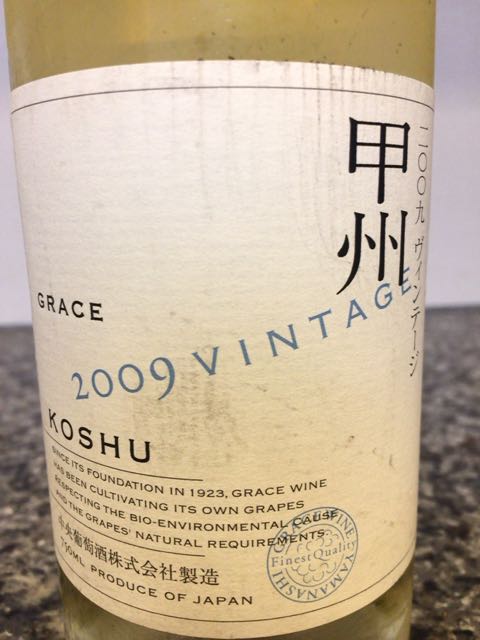 甲州
二〇〇九 ヴィンテージ
GRACE
2009 VINTAGE
KOSHU
SINCE ITS FOUNDATION IN 1923, GRACE WINE
HAS BEEN CULTIVATING ITS OWN GRAPES
RESPECTING THE BIO-ENVIRONMENTAL CAUSE
AND THE GRAPES' NATURAL REQUIREMENTS.
中央葡萄酒株式会社製造
750ML PRODUCE OF JAPAN
GRACE WINE
Finest Quality
YAMANASHI